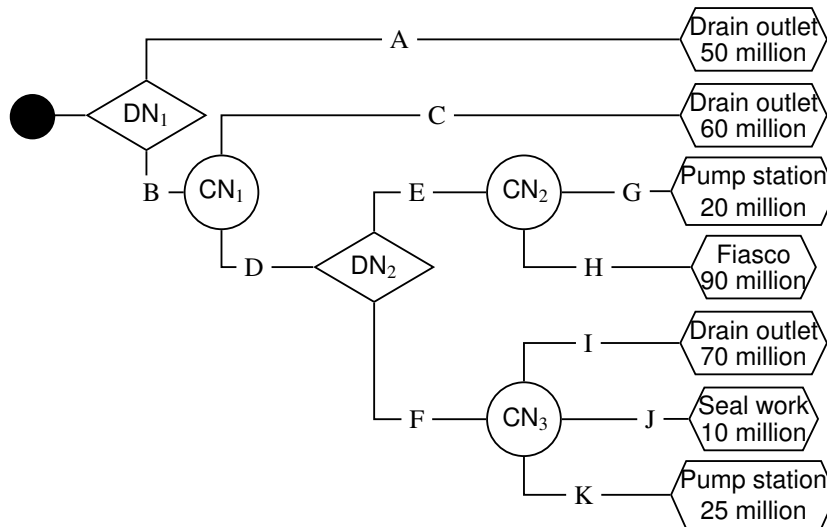 A
Drain outlet
50 million
DN₁
C
Drain outlet
60 million
B
CN₁
E
CN₂
G
Pump station
20 million
D
DN₂
H
Fiasco
90 million
I
Drain outlet
70 million
F
CN₃
J
Seal work
10 million
K
Pump station
25 million